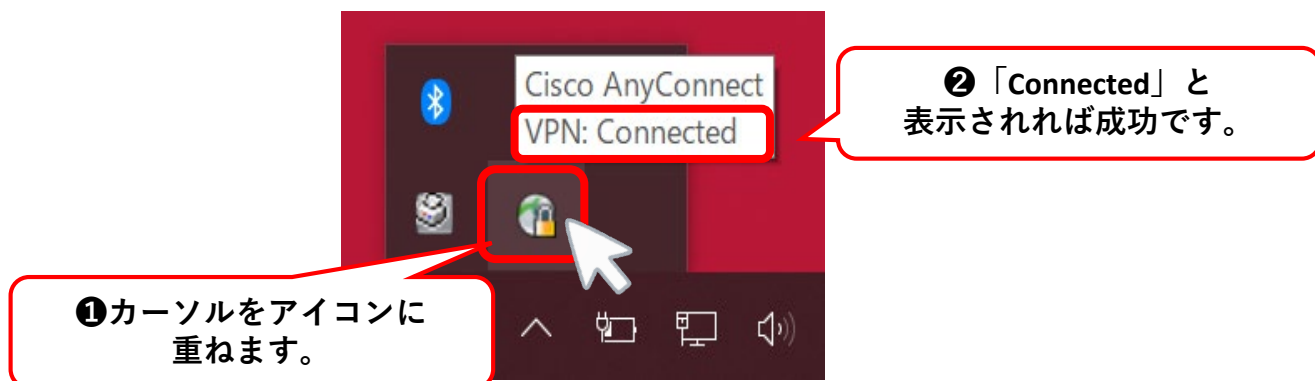 Cisco AnyConnect
VPN: Connected
❷「Connected」と
表示されれば成功です。
❶カーソルをアイコンに
重ねます。